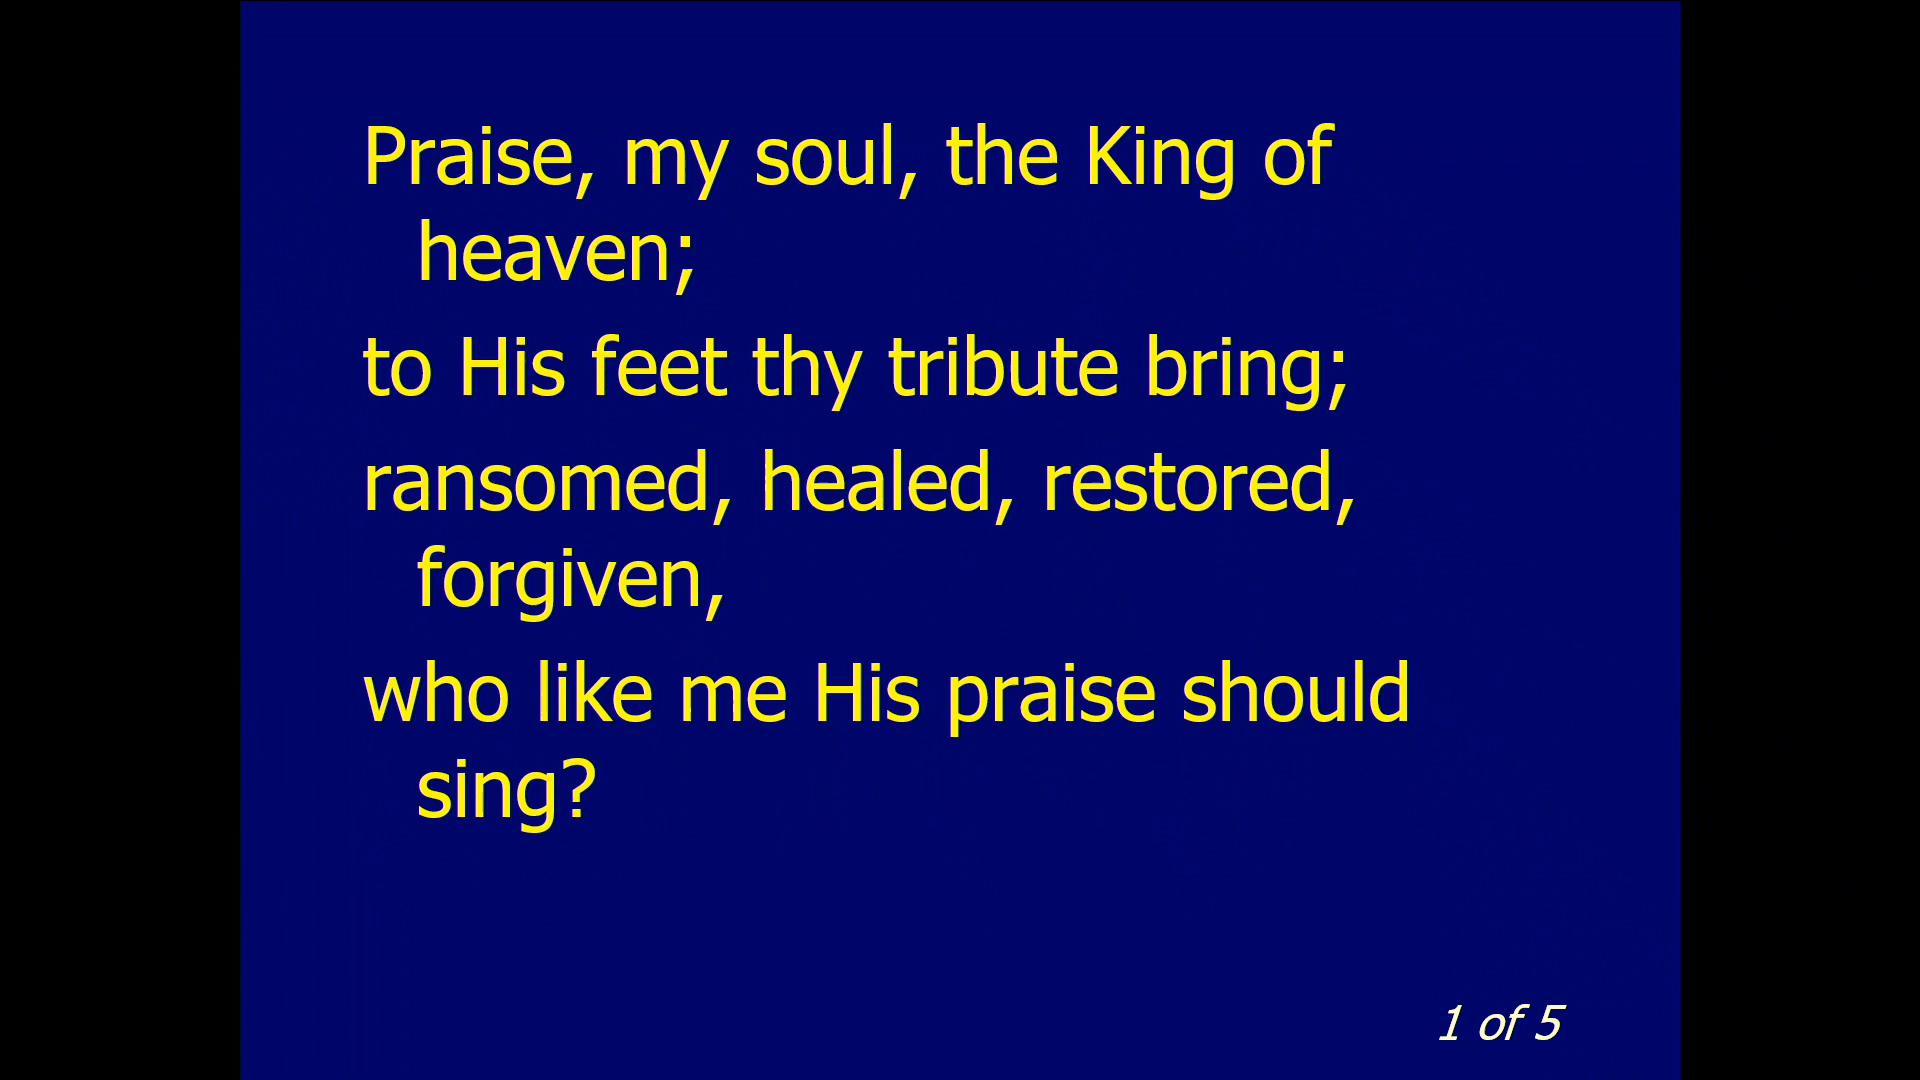 Praise, my soul, the King of
heaven;
to His feet thy tribute bring;
ransomed, healed, restored,
forgiven,
who like me His praise should
sing?
1 of 5